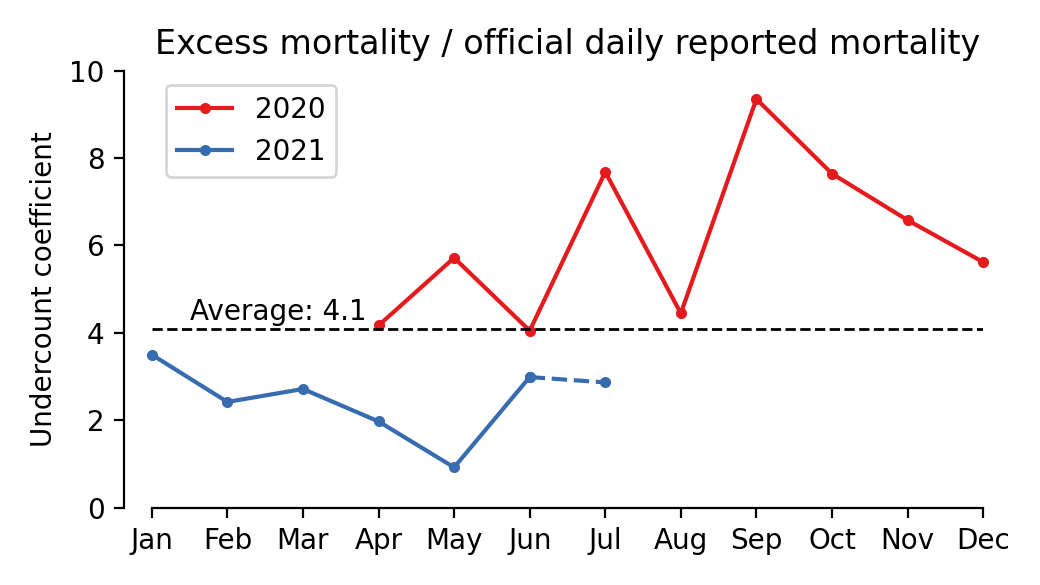 Excess mortality / official daily reported mortality
10
8
6
4
2
0
Undercount coefficient
2020
2021
Average: 4.1
Jan Feb Mar Apr May Jun Jul Aug Sep Oct Nov Dec